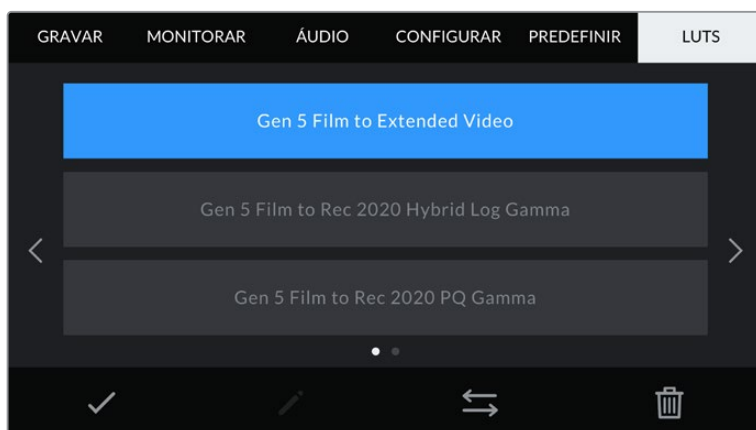 GRAVAR MONITORAR ÁUDIO CONFIGURAR PREDEFINIR LUTS
Gen 5 Film to Extended Video
Gen 5 Film to Rec 2020 Hybrid Log Gamma
Gen 5 Film to Rec 2020 PQ Gamma